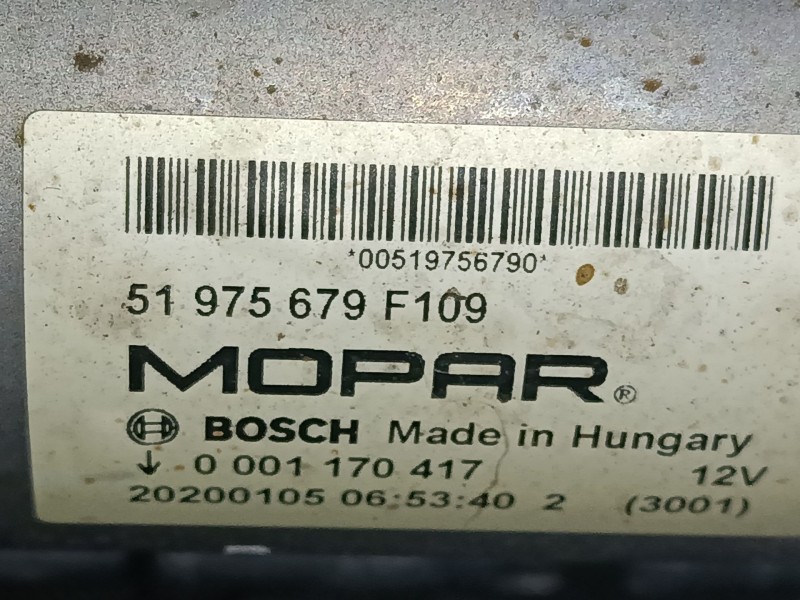 *00519756790*
51 975 679 F109
MOPAR®
BOSCH Made in Hungary
↓ 0 001 170 417 12V
20200105 06:53:40 2 (3001)